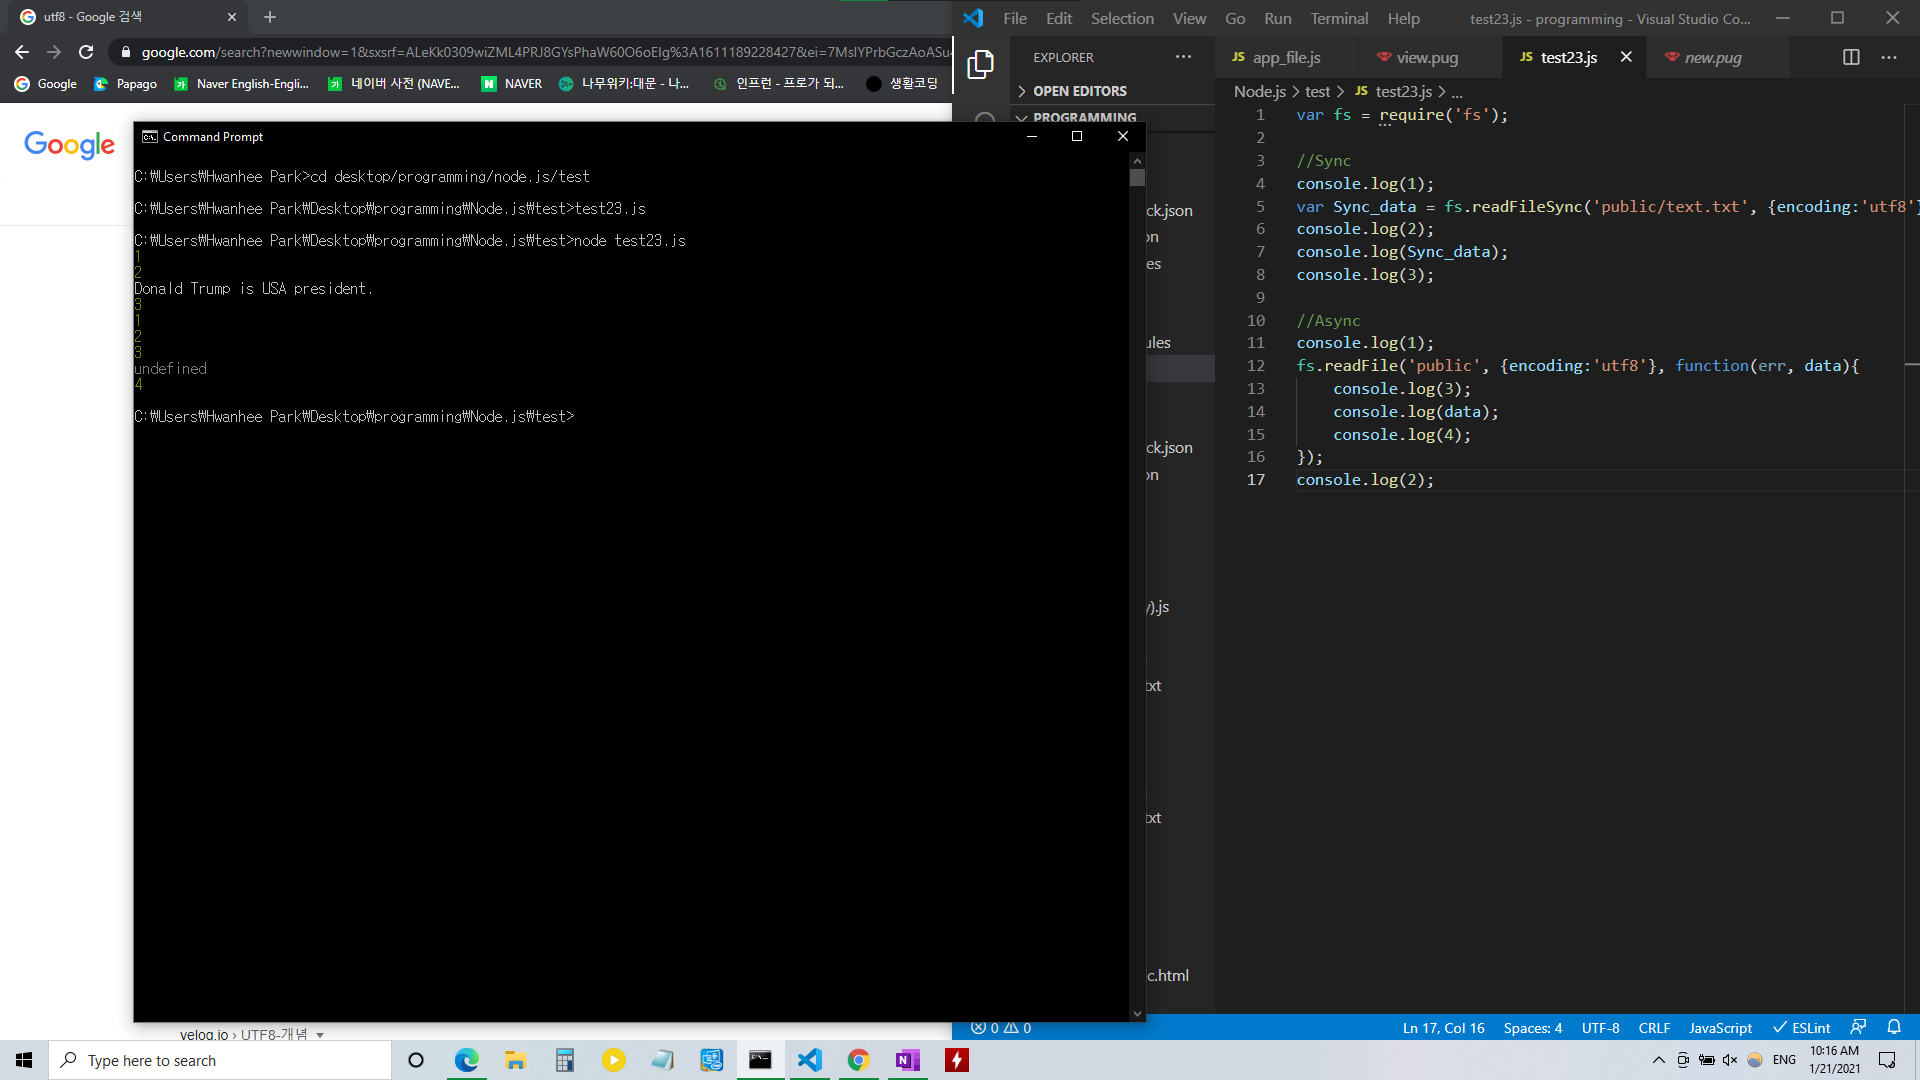 utf8 - Google 검색
google.com/search?newwindow=1&sxsrf=ALeKk0309wiZML4PRJ8GYsPhaW60O6oEIg%3A1611189228427&ei=7MslYPrbGczAoASu
Google Papago Naver English-Engli... 네이버 사전 (NAVE... NAVER 나무위키:대문 - 나... 인프런 - 프로가 되... 생활코딩
Google
velog.io › UTF8-개념
Command Prompt
C:₩Users₩Hwanhee Park>cd desktop/programming/node.js/test
C:₩Users₩Hwanhee Park₩Desktop₩programming₩Node.js₩test>test23.js
C:₩Users₩Hwanhee Park₩Desktop₩programming₩Node.js₩test>node test23.js
1
2
Donald Trump is USA president.
3
1
2
3
undefined
4
C:₩Users₩Hwanhee Park₩Desktop₩programming₩Node.js₩test>
File Edit Selection View Go Run Terminal Help test23.js - programming - Visual Studio Co...
EXPLORER ...
OPEN EDITORS
PROGRAMMING
ck.json
on
es
ules
ck.json
on
y).js
txt
txt
c.html
JS app_file.js view.pug JS test23.js new.pug
Node.js > test > JS test23.js > ...
1 var fs = require('fs');
2
3 //Sync
4 console.log(1);
5 var Sync_data = fs.readFileSync('public/text.txt', {encoding:'utf8'}
6 console.log(2);
7 console.log(Sync_data);
8 console.log(3);
9
10 //Async
11 console.log(1);
12 fs.readFile('public', {encoding:'utf8'}, function(err, data){
13 console.log(3);
14 console.log(data);
15 console.log(4);
16 });
17 console.log(2);
0 0 Ln 17, Col 16 Spaces: 4 UTF-8 CRLF JavaScript ESLint
Type here to search
ENG
10:16 AM
1/21/2021